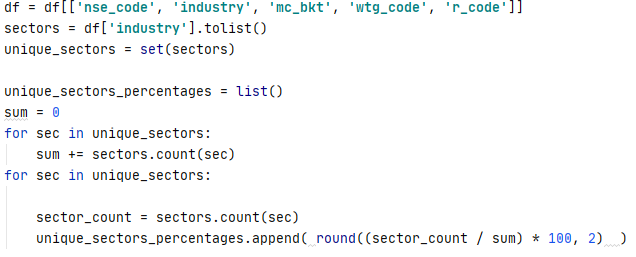 df = df[['nse_code', 'industry', 'mc_bkt', 'wtg_code', 'r_code']]
sectors = df['industry'].tolist()
unique_sectors = set(sectors)
unique_sectors_percentages = list()
sum = 0
for sec in unique_sectors:
    sum += sectors.count(sec)
for sec in unique_sectors:
    sector_count = sectors.count(sec)
    unique_sectors_percentages.append( round((sector_count / sum) * 100, 2)  )